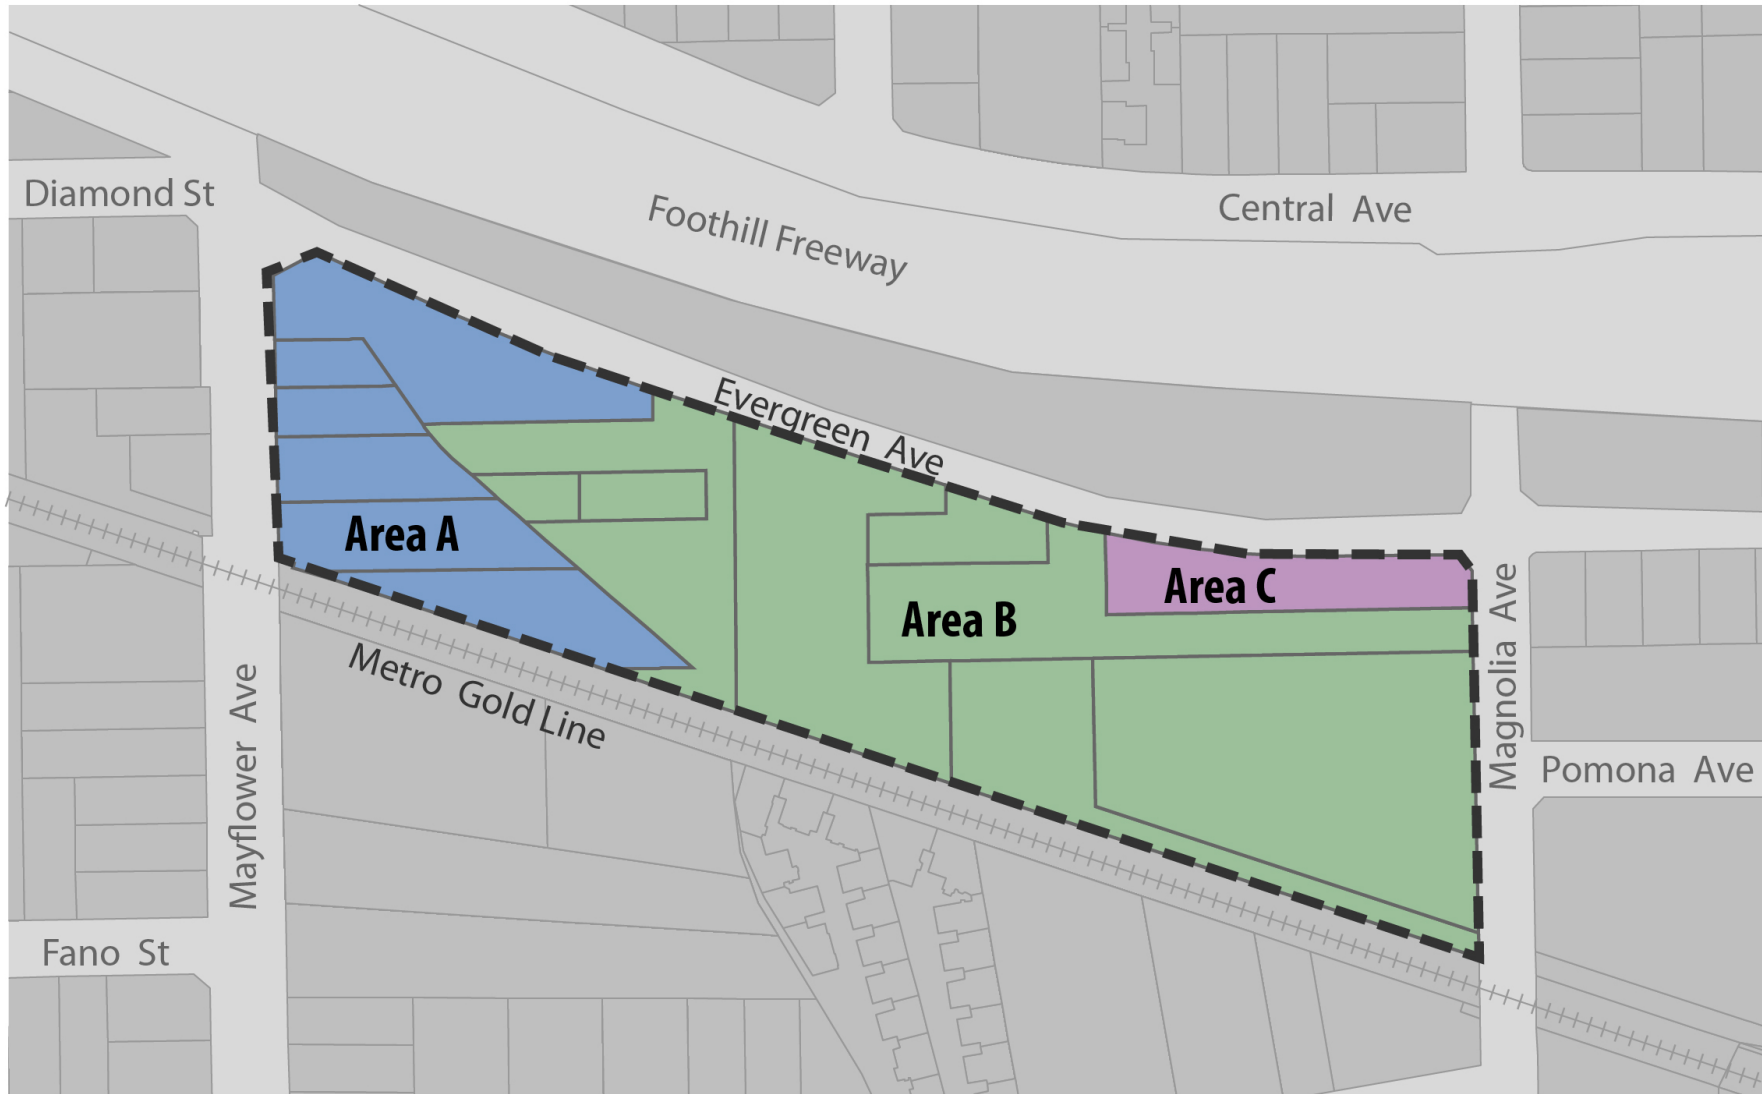 Diamond St
Foothill Freeway
Central Ave
Evergreen Ave
Area A
Area B
Area C
Magnolia Ave
Metro Gold Line
Mayflower Ave
Pomona Ave
Fano St